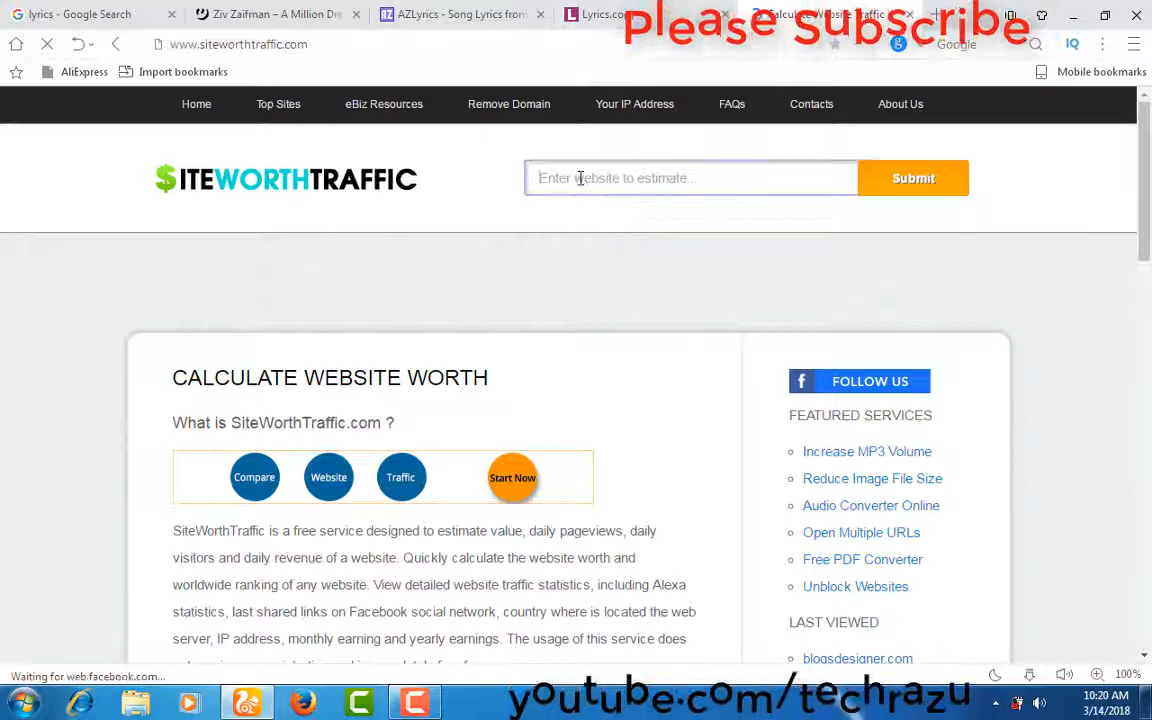 lyrics - Google Search
Ziv Zaifman – A Million Dre
AZLyrics - Song Lyrics from
Lyrics.co
Calculate Website Traffic
Please Subscribe
www.siteworthtraffic.com
Google
AliExpress
Import bookmarks
Mobile bookmarks
Home
Top Sites
eBiz Resources
Remove Domain
Your IP Address
FAQs
Contacts
About Us
$ITEWORTHTRAFFIC
Enter website to estimate...
Submit
CALCULATE WEBSITE WORTH
What is SiteWorthTraffic.com ?
Compare
Website
Traffic
Start Now
SiteWorthTraffic is a free service designed to estimate value, daily pageviews, daily
visitors and daily revenue of a website. Quickly calculate the website worth and
worldwide ranking of any website. View detailed website traffic statistics, including Alexa
statistics, last shared links on Facebook social network, country where is located the web
server, IP address, monthly earning and yearly earnings. The usage of this service does
FOLLOW US
FEATURED SERVICES
Increase MP3 Volume
Reduce Image File Size
Audio Converter Online
Open Multiple URLs
Free PDF Converter
Unblock Websites
LAST VIEWED
blogsdesigner.com
Waiting for web.facebook.com...
100%
youtube.com/techrazu
10:20 AM
3/14/2018